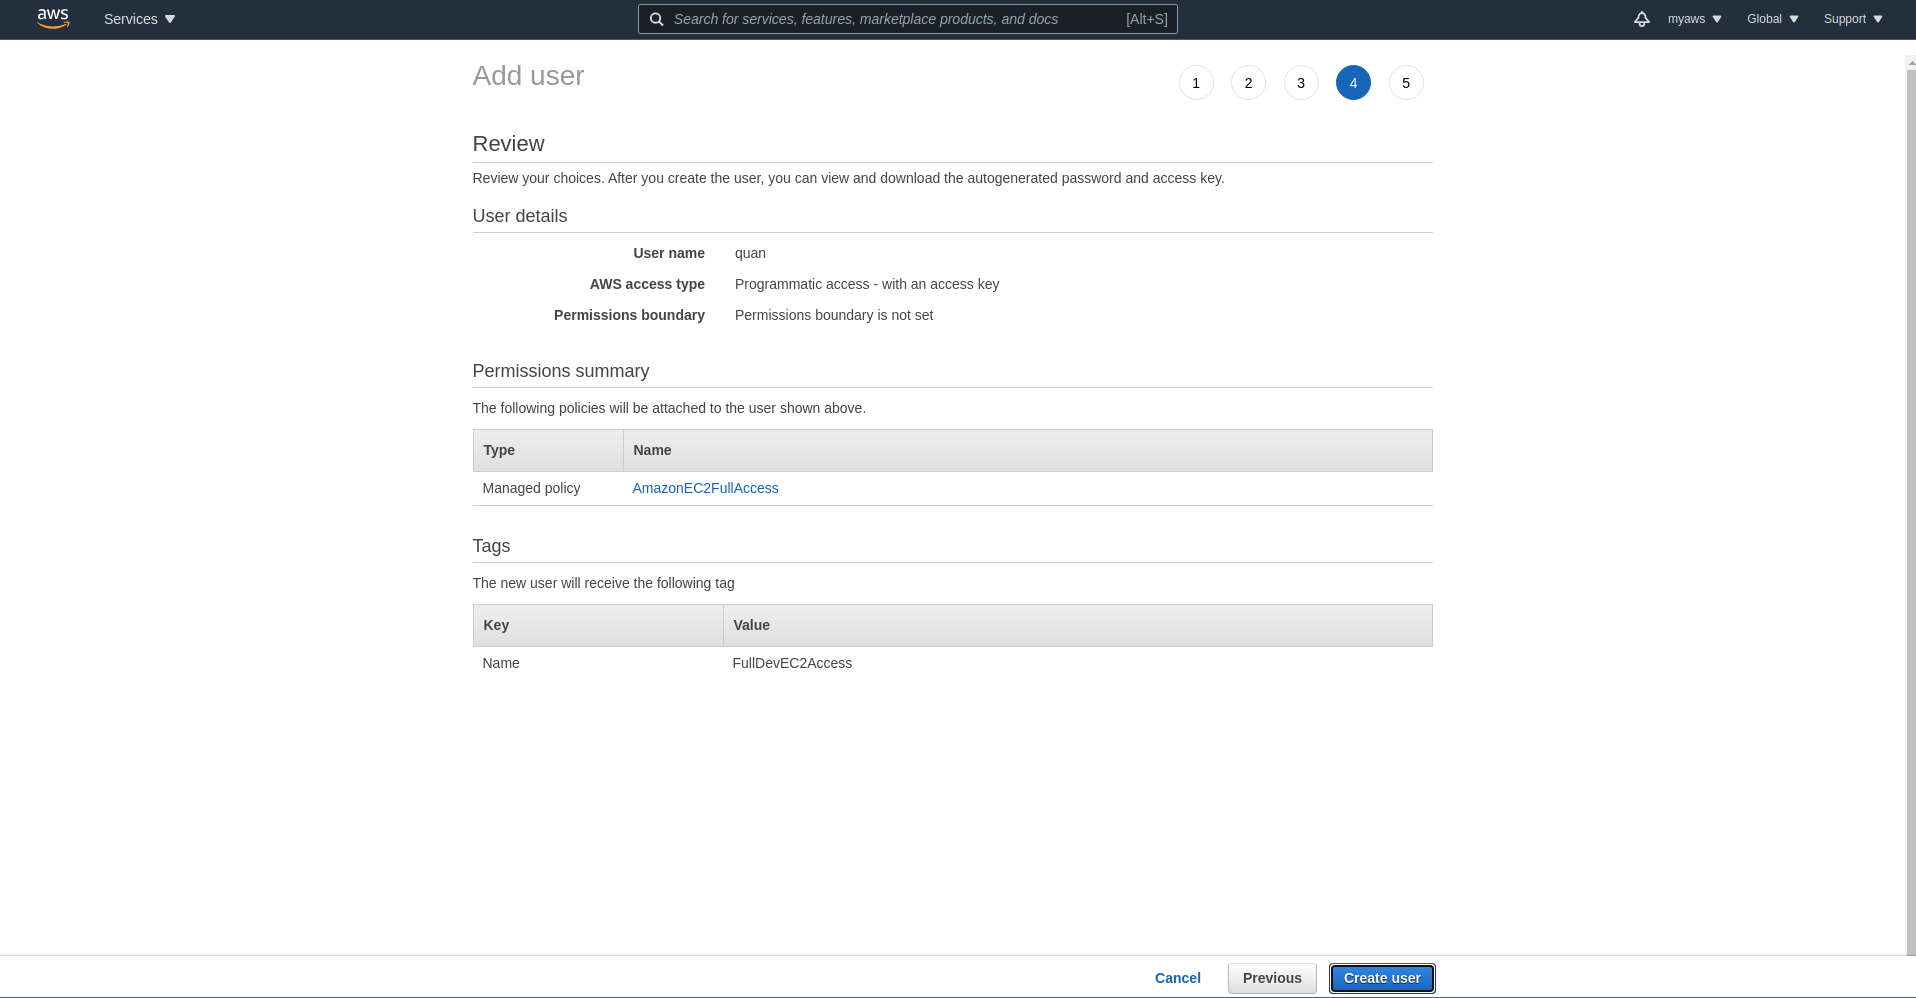 aws Services Search for services, features, marketplace products, and docs [Alt+S] myaws Global Support
Add user 1 2 3 4 5
Review
Review your choices. After you create the user, you can view and download the autogenerated password and access key.
User details
User name quan
AWS access type Programmatic access - with an access key
Permissions boundary Permissions boundary is not set
Permissions summary
The following policies will be attached to the user shown above.
Type Name
Managed policy AmazonEC2FullAccess
Tags
The new user will receive the following tag
Key Value
Name FullDevEC2Access
Cancel Previous Create user